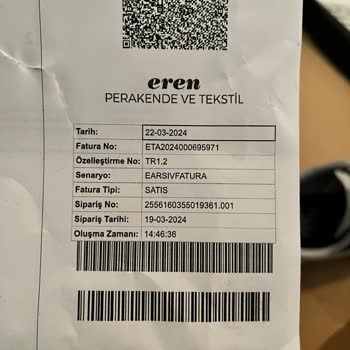 eren
PERAKENDE VE TEKSTİL
Tarih: 22-03-2024
Fatura No: ETA2024000695971
Özelleştirme No: TR1.2
Senaryo: EARSIVFATURA
Fatura Tipi: SATIS
Sipariş No: 2556160355019361.001
Sipariş Tarihi: 19-03-2024
Oluşma Zamanı: 14:46:36